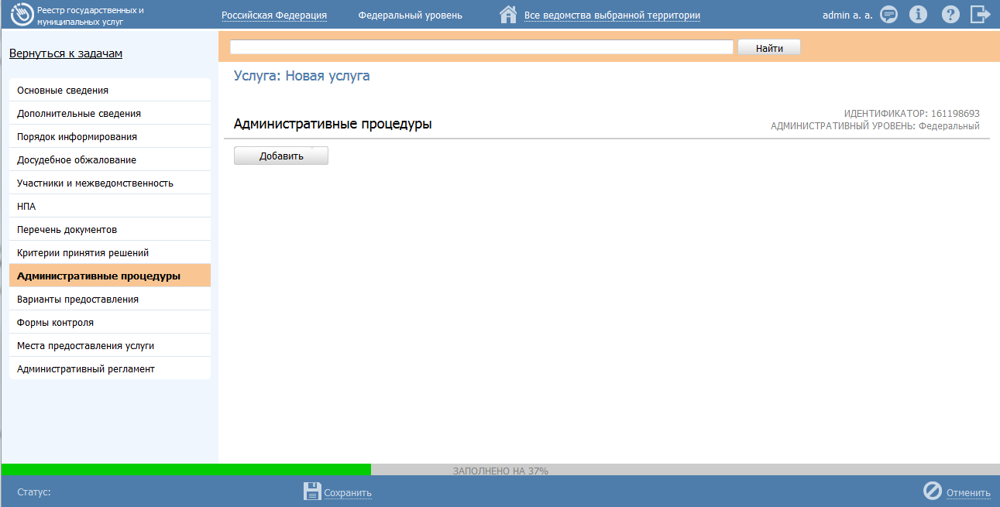 Реестр государственных и
муниципальных услуг
Российская Федерация
Федеральный уровень
Все ведомства выбранной территории
admin a. a.
Вернуться к задачам
Найти
Основные сведения
Дополнительные сведения
Порядок информирования
Досудебное обжалование
Участники и межведомственность
НПА
Перечень документов
Критерии принятия решений
Административные процедуры
Варианты предоставления
Формы контроля
Места предоставления услуги
Административный регламент
Услуга: Новая услуга
Административные процедуры
ИДЕНТИФИКАТОР: 161198693
АДМИНИСТРАТИВНЫЙ УРОВЕНЬ: Федеральный
Добавить
ЗАПОЛНЕНО НА 37%
Статус:
Сохранить
Отменить